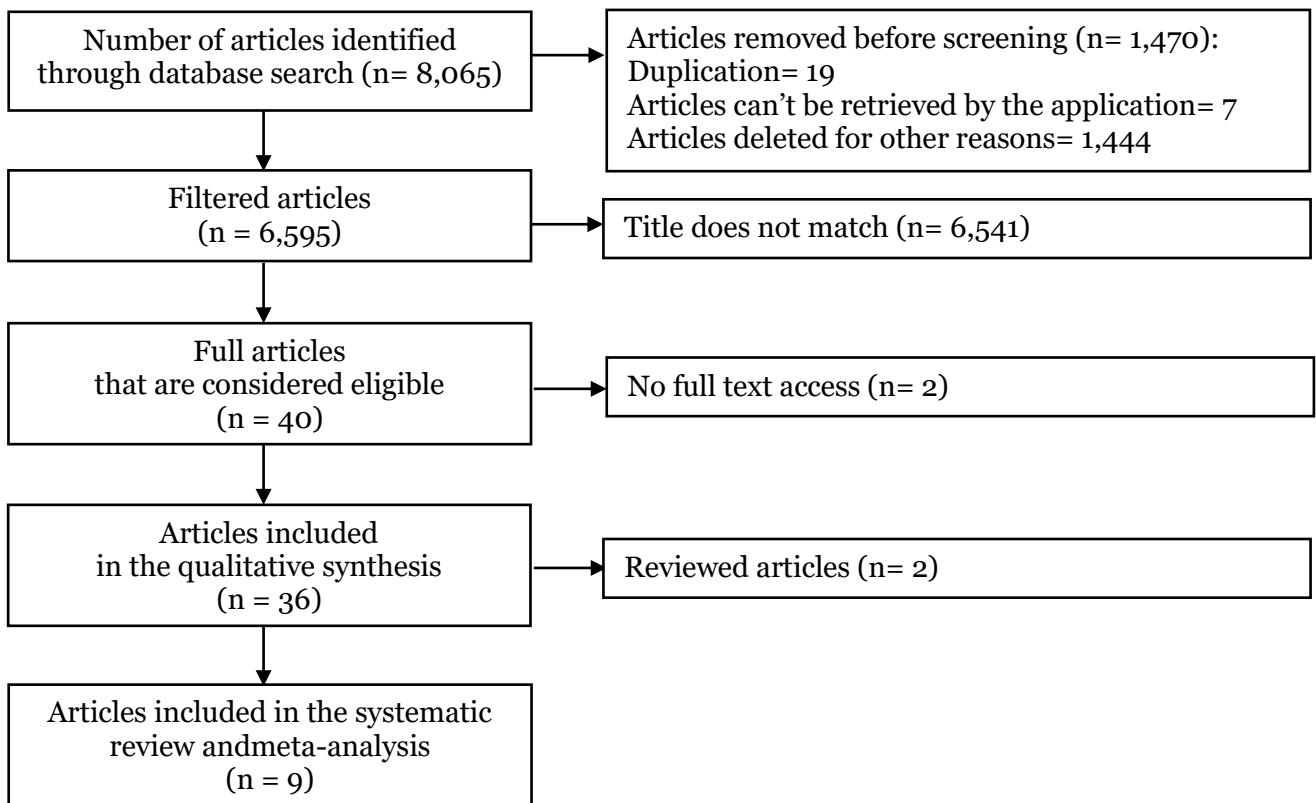 Number of articles identified
through database search (n= 8,065)
Articles removed before screening (n= 1,470):
Duplication= 19
Articles can’t be retrieved by the application= 7
Articles deleted for other reasons= 1,444
Filtered articles
(n = 6,595)
Title does not match (n= 6,541)
Full articles
that are considered eligible
(n = 40)
No full text access (n= 2)
Articles included
in the qualitative synthesis
(n = 36)
Reviewed articles (n= 2)
Articles included in the systematic
review andmeta-analysis
(n = 9)